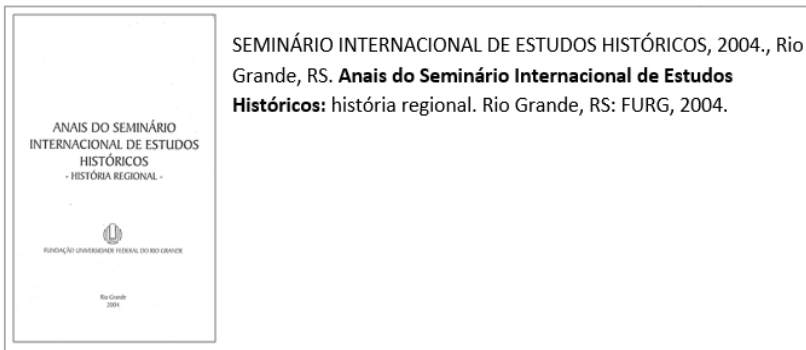 SEMINÁRIO INTERNACIONAL DE ESTUDOS HISTÓRICOS, 2004., Rio
Grande, RS. Anais do Seminário Internacional de Estudos
Históricos: história regional. Rio Grande, RS: FURG, 2004.
ANAIS DO SEMINÁRIO
INTERNACIONAL DE ESTUDOS
HISTÓRICOS
- HISTÓRIA REGIONAL -
FUNDAÇÃO UNIVERSIDADE FEDERAL DO RIO GRANDE
Rio Grande
2004